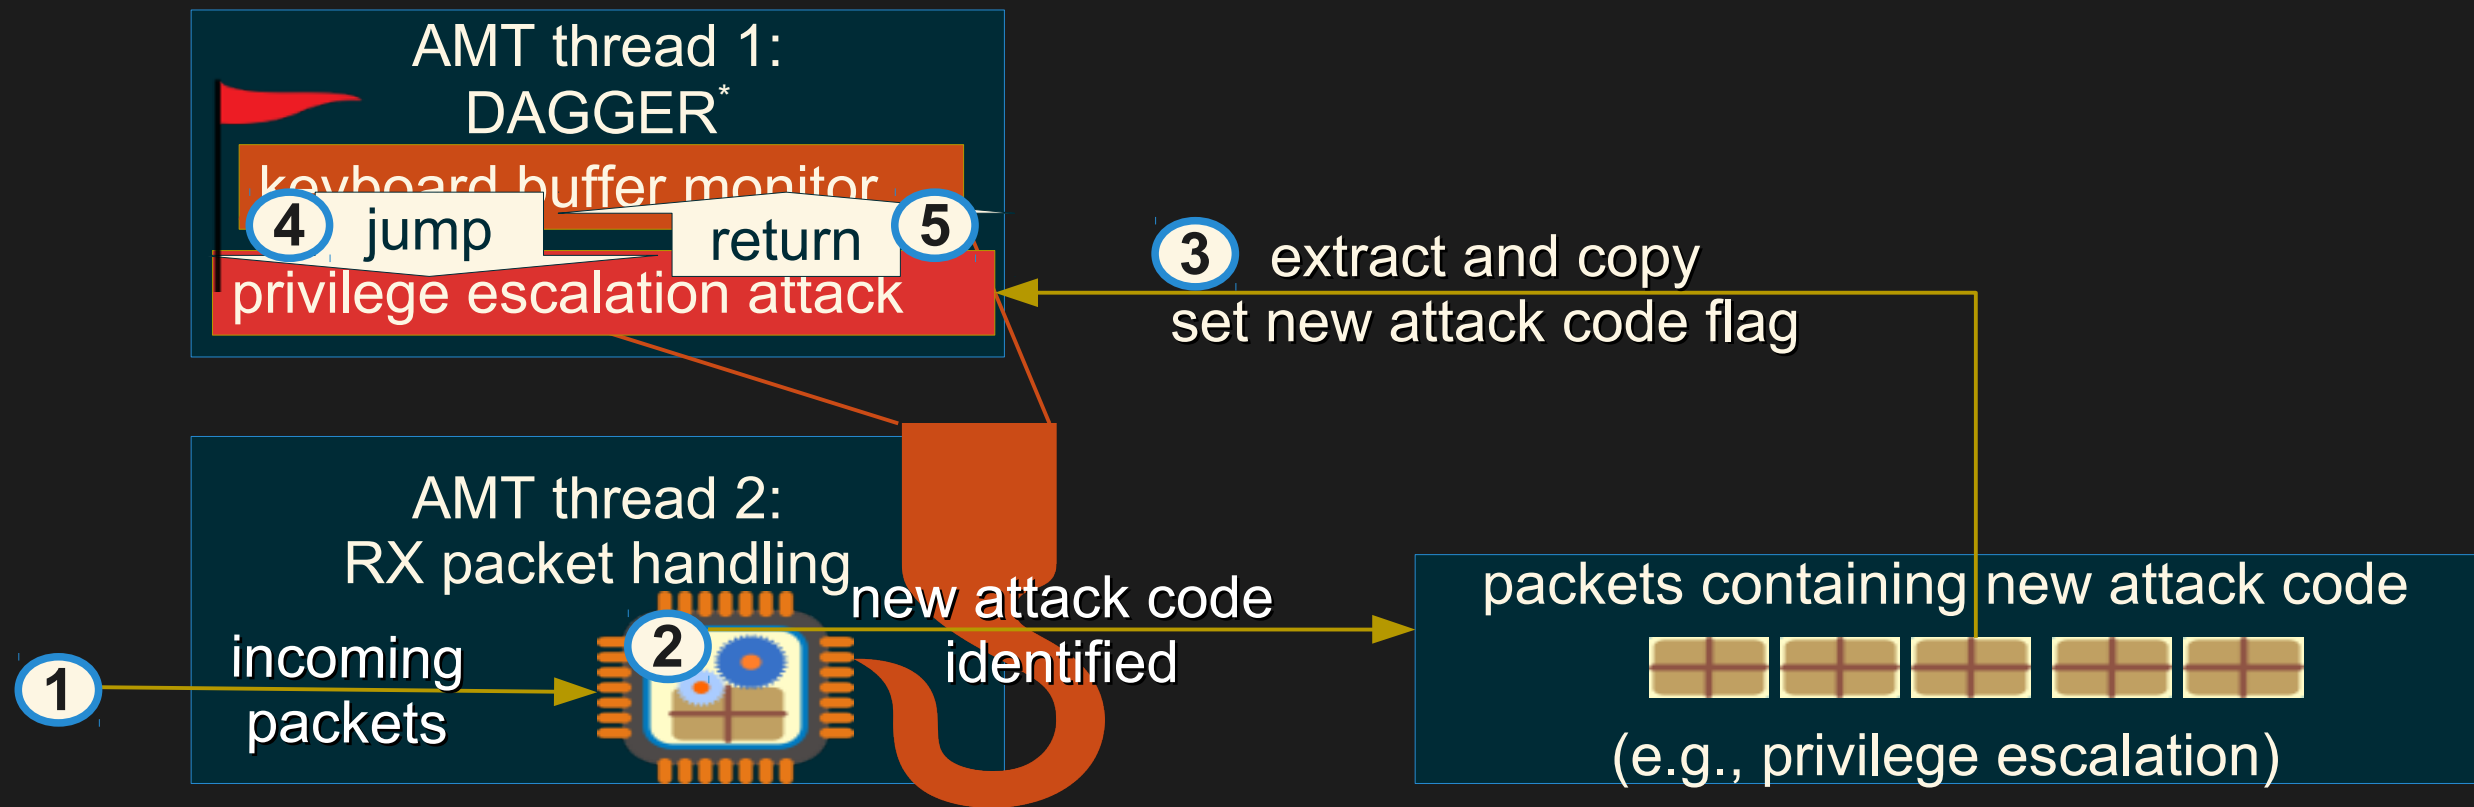 AMT thread 1:
DAGGER*
keyboard buffer monitor
4 jump
return 5
privilege escalation attack
3 extract and copy
set new attack code flag
AMT thread 2:
RX packet handling
1 incoming
packets
2
new attack code
identified
packets containing new attack code
(e.g., privilege escalation)